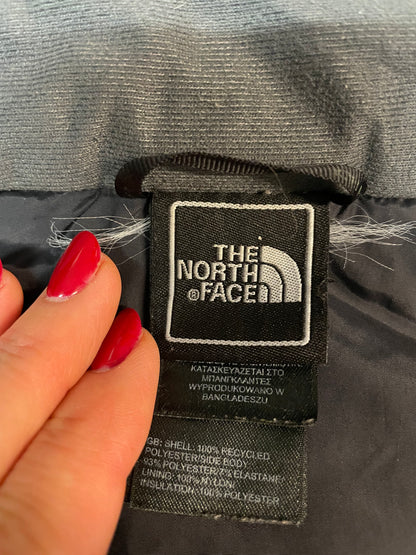 THE
NORTH
® FACE
ΚΑΤΑΣΚΕΥΑΖΕΤΑΙ ΣΤΟ
ΜΠΑΝΓΚΛΑΝΤΕΣ
WYPRODUKOWANO W
BANGLADESZU
GB: SHELL: 100% RECYCLED
POLYESTER/SIDE BODY
:93% POLYESTER/7% ELASTANE-
LINING: 100% NYLON/
INSULATION:100% POLYESTER